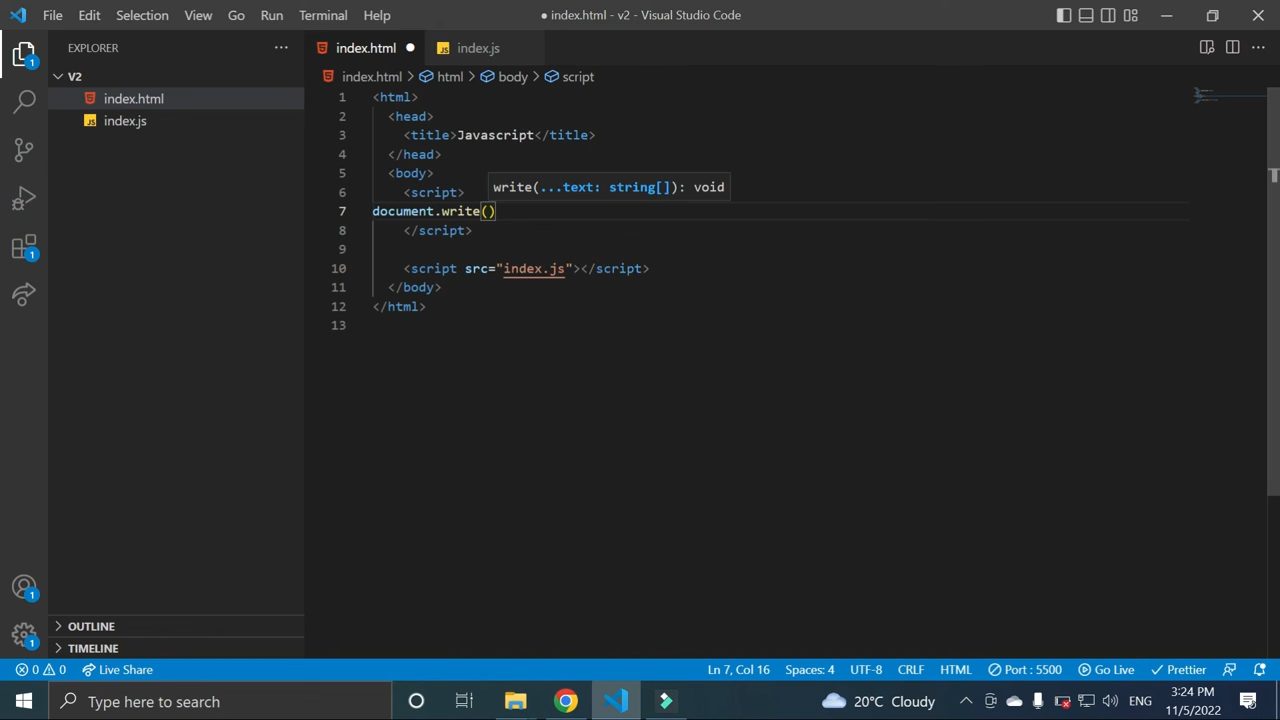 File Edit Selection View Go Run Terminal Help
● index.html - v2 - Visual Studio Code
EXPLORER
V2
index.html
index.js
index.html ●
index.js
index.html > html > body > script
1 <html>
2 <head>
3 <title>Javascript</title>
4 </head>
5 <body>
write(...text: string[]): void
6 <script>
7 document.write()
8 </script>
9
10 <script src="index.js"></script>
11 </body>
12 </html>
13
1
1
1
1
OUTLINE
TIMELINE
0 0 Live Share
Ln 7, Col 16 Spaces: 4 UTF-8 CRLF HTML Port : 5500 Go Live Prettier
Type here to search
20°C Cloudy
ENG
3:24 PM
11/5/2022
1